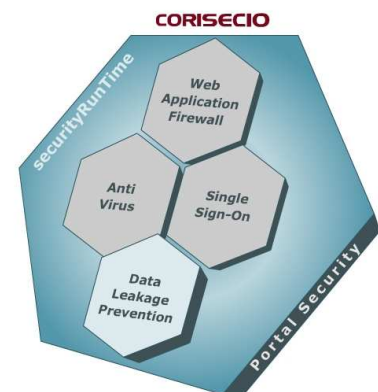 CORISECIO
securityRunTime
Web
Application
Firewall
Anti
Virus
Single
Sign-On
Data
Leakage
Prevention
Portal Security